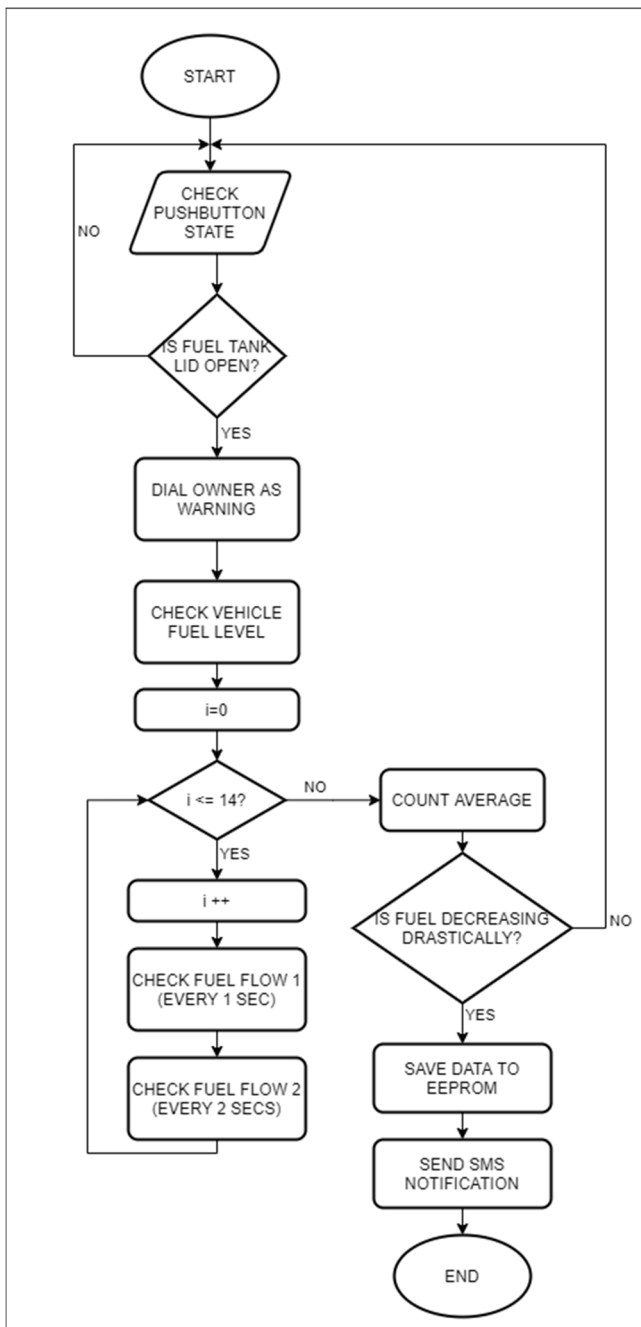 START
CHECK
PUSHBUTTON
STATE
NO
IS FUEL TANK
LID OPEN?
YES
DIAL OWNER AS
WARNING
CHECK VEHICLE
FUEL LEVEL
i=0
i <= 14?
NO
COUNT AVERAGE
YES
i ++
IS FUEL DECREASING
DRASTICALLY?
NO
CHECK FUEL FLOW 1
(EVERY 1 SEC)
YES
CHECK FUEL FLOW 2
(EVERY 2 SECS)
SAVE DATA TO
EEPROM
SEND SMS
NOTIFICATION
END